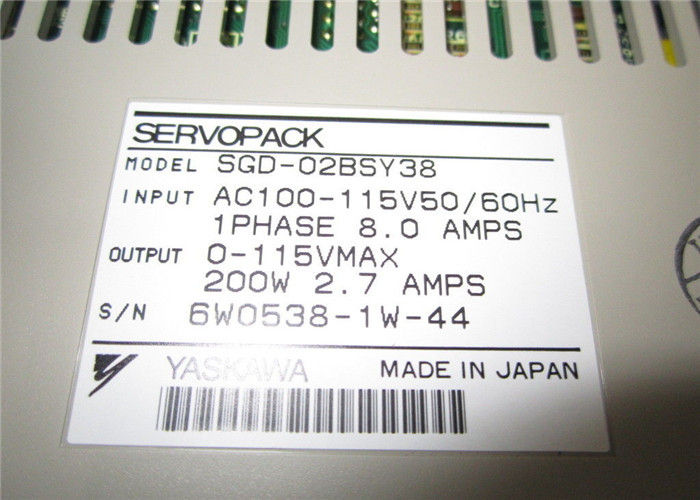 SERVOPACK
MODEL SGD-02BSY38
INPUT AC100-115V50/60Hz
1PHASE 8.0 AMPS
OUTPUT 0-115VMAX
200W 2.7 AMPS
S/N 6W0538-1W-44
YASKAWA MADE IN JAPAN